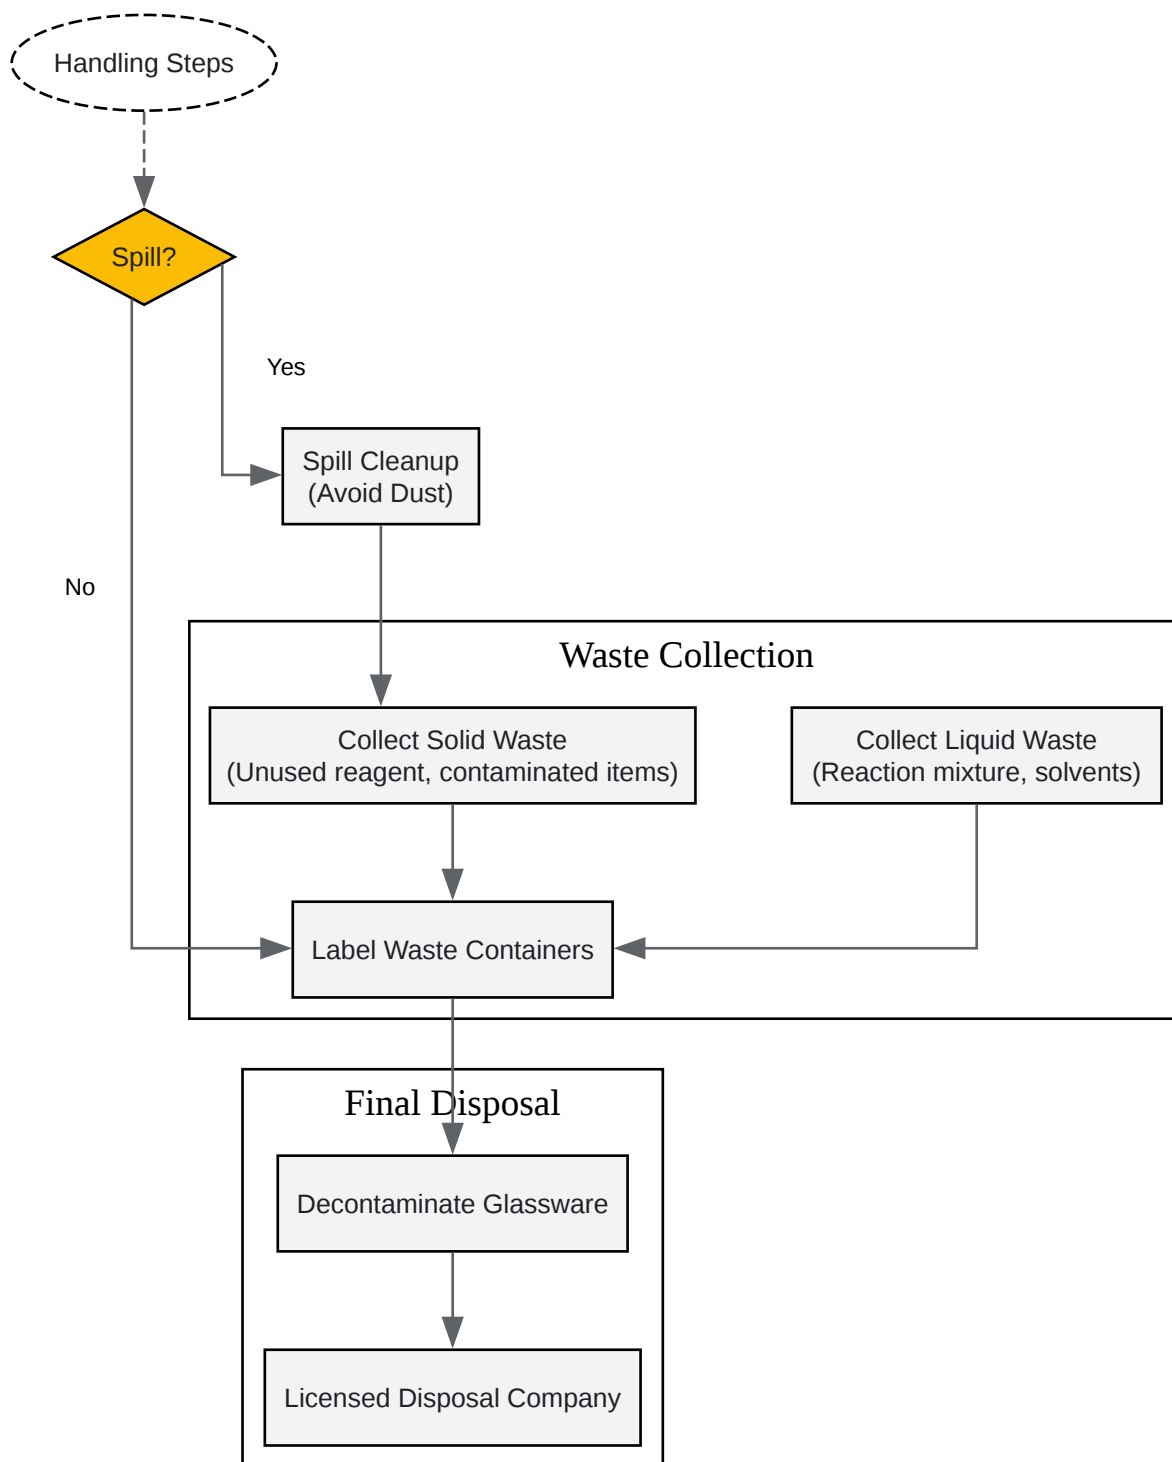 Handling Steps
Spill?
Yes
Spill Cleanup
(Avoid Dust)
No
Waste Collection
Collect Solid Waste
(Unused reagent, contaminated items)
Collect Liquid Waste
(Reaction mixture, solvents)
Label Waste Containers
Final Disposal
Decontaminate Glassware
Licensed Disposal Company